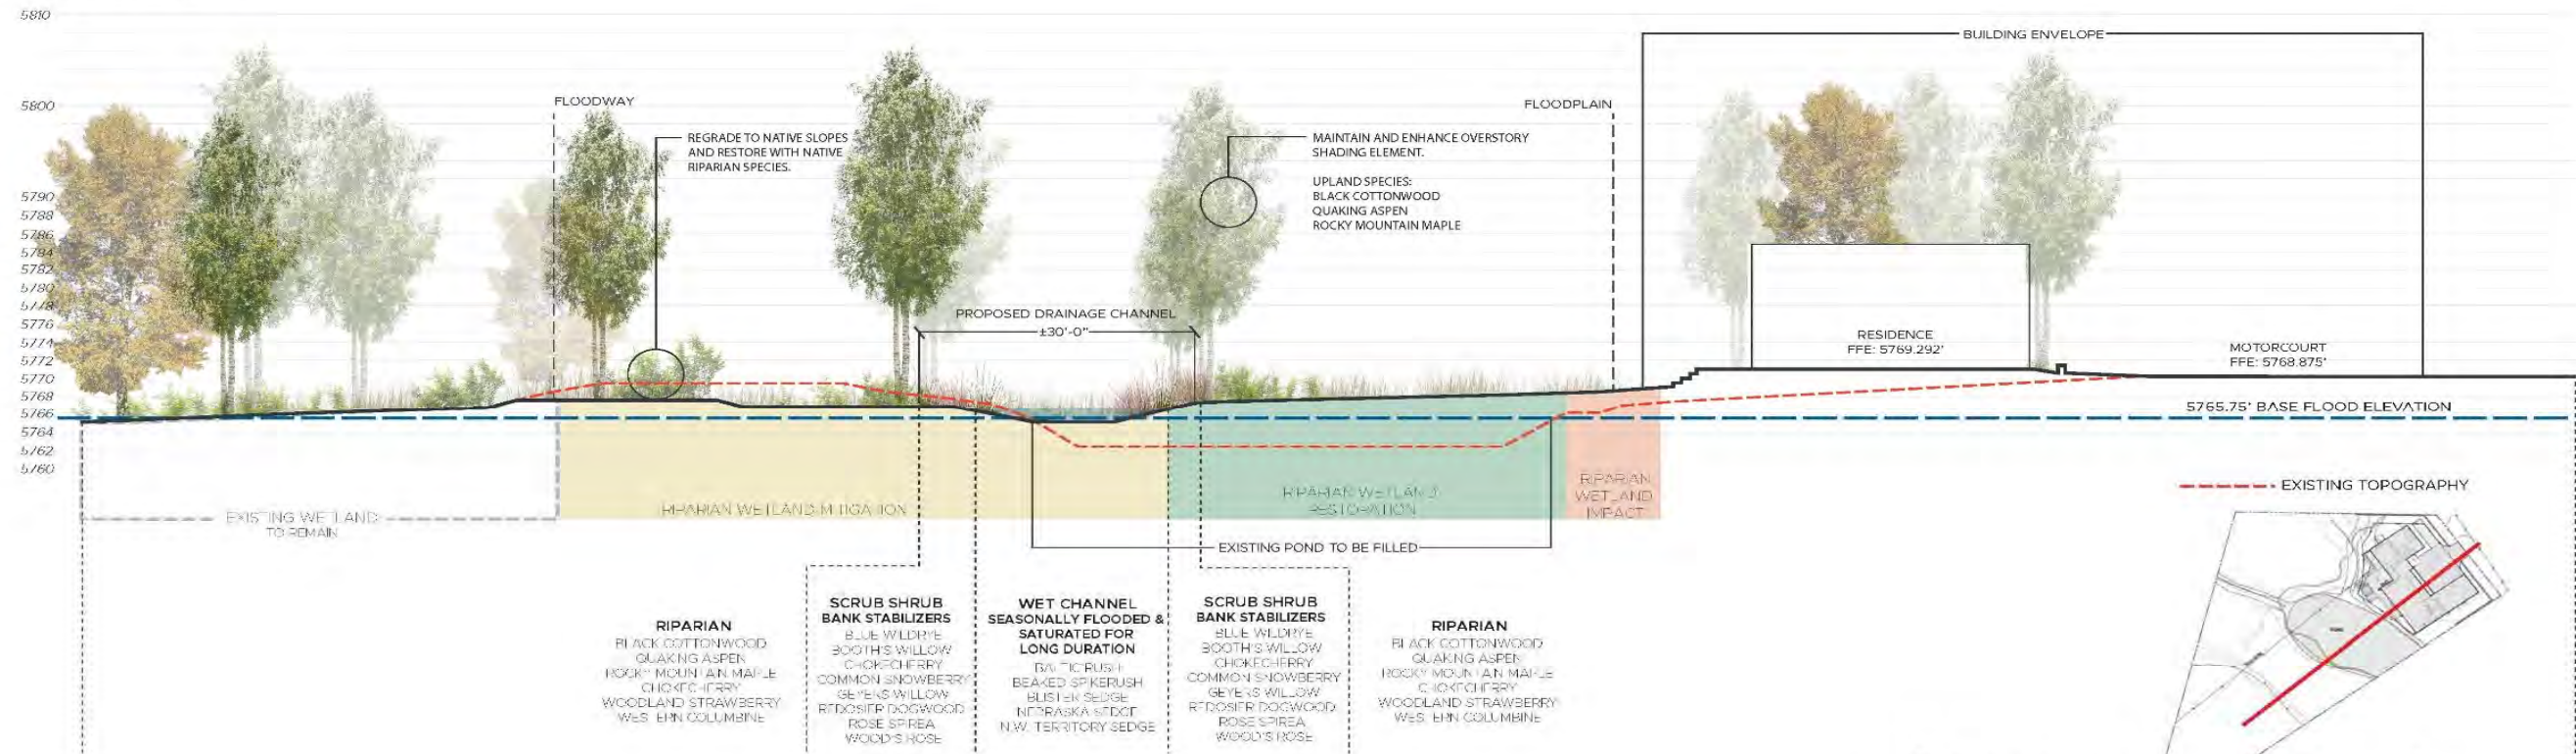 5810
5800
5790
5788
5786
5784
5782
5780
5778
5776
5774
5772
5770
5768
5766
5764
5762
5760
FLOODWAY
REGRADE TO NATIVE SLOPES
AND RESTORE WITH NATIVE
RIPARIAN SPECIES.
PROPOSED DRAINAGE CHANNEL
±30'-0"
MAINTAIN AND ENHANCE OVERSTORY
SHADING ELEMENT.
UPLAND SPECIES:
BLACK COTTONWOOD
QUAKING ASPEN
ROCKY MOUNTAIN MAPLE
FLOODPLAIN
BUILDING ENVELOPE
RESIDENCE
FFE: 5769.292'
MOTORCOURT
FFE: 5768.875'
5765.75' BASE FLOOD ELEVATION
EXISTING TOPOGRAPHY
EXISTING WETLAND
TO REMAIN
RIPARIAN WETLAND MITIGATION
RIPARIAN WETLAND
RESTORATION
RIPARIAN
WETLAND
IMPACT
EXISTING POND TO BE FILLED
RIPARIAN
BLACK COTTONWOOD
QUAKING ASPEN
ROCKY MOUNTAIN MAPLE
CHOKECHERRY
WOODLAND STRAWBERRY
WESTERN COLUMBINE
SCRUB SHRUB
BANK STABILIZERS
BLUE WILDRYE
BOOTH'S WILLOW
CHOKECHERRY
COMMON SNOWBERRY
GEYERS WILLOW
REDOSIER DOGWOOD
ROSE SPIREA
WOOD'S ROSE
WET CHANNEL
SEASONALLY FLOODED &
SATURATED FOR
LONG DURATION
BALTIC RUSH
BEAKED SPIKERUSH
BLISTER SEDGE
NEBRASKA SEDGE
N.W. TERRITORY SEDGE
SCRUB SHRUB
BANK STABILIZERS
BLUE WILDRYE
BOOTH'S WILLOW
CHOKECHERRY
COMMON SNOWBERRY
GEYERS WILLOW
REDOSIER DOGWOOD
ROSE SPIREA
WOOD'S ROSE
RIPARIAN
BLACK COTTONWOOD
QUAKING ASPEN
ROCKY MOUNTAIN MAPLE
CHOKECHERRY
WOODLAND STRAWBERRY
WESTERN COLUMBINE